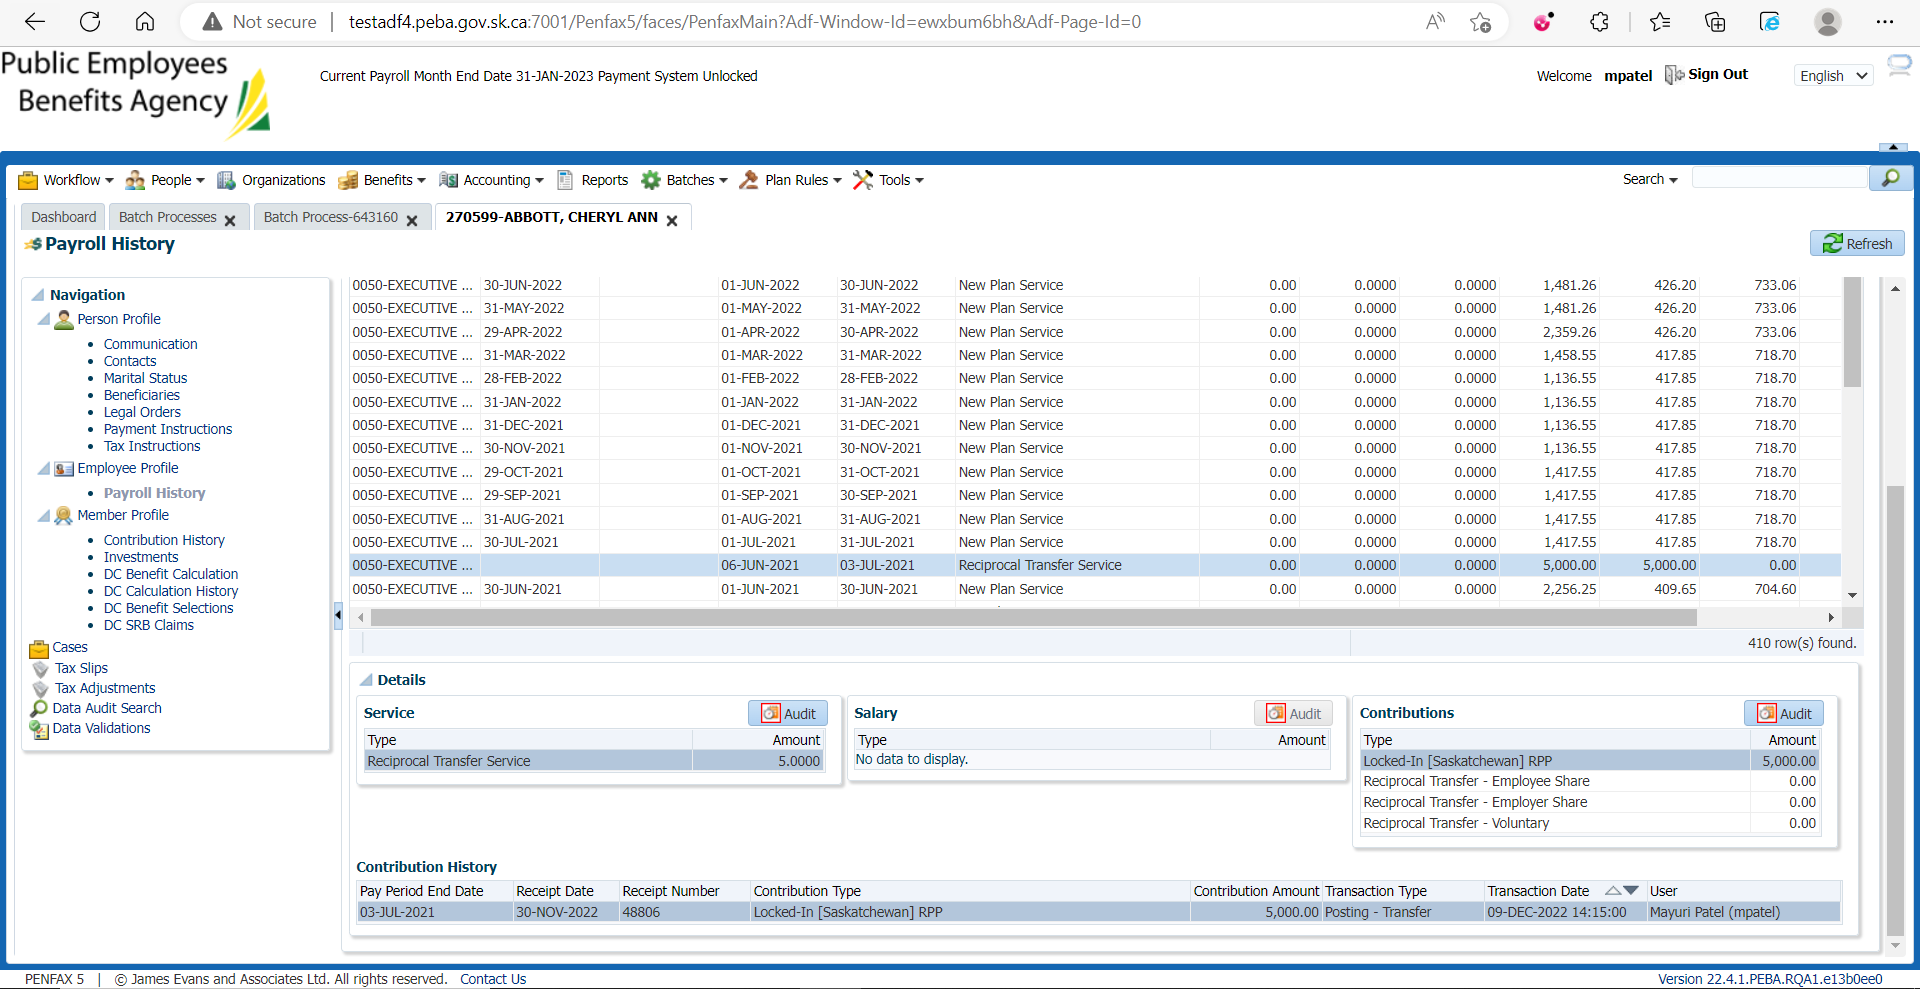 Not secure | testadf4.peba.gov.sk.ca:7001/Penfax5/faces/PenfaxMain?Adf-Window-Id=ewxbum6bh&Adf-Page-Id=0
Public Employees
Benefits Agency
Current Payroll Month End Date 31-JAN-2023 Payment System Unlocked
Welcome mpatel Sign Out English
Workflow People Organizations Benefits Accounting Reports Batches Plan Rules Tools Search
Dashboard Batch Processes Batch Process-643160 270599-ABBOTT, CHERYL ANN
Payroll History
Refresh
Navigation
Person Profile
Communication
Contacts
Marital Status
Beneficiaries
Legal Orders
Payment Instructions
Tax Instructions
Employee Profile
Payroll History
Member Profile
Contribution History
Investments
DC Benefit Calculation
DC Calculation History
DC Benefit Selections
DC SRB Claims
Cases
Tax Slips
Tax Adjustments
Data Audit Search
Data Validations
0050-EXECUTIVE ... 30-JUN-2022 01-JUN-2022 30-JUN-2022 New Plan Service 0.00 0.0000 0.0000 1,481.26 426.20 733.06
0050-EXECUTIVE ... 31-MAY-2022 01-MAY-2022 31-MAY-2022 New Plan Service 0.00 0.0000 0.0000 1,481.26 426.20 733.06
0050-EXECUTIVE ... 29-APR-2022 01-APR-2022 30-APR-2022 New Plan Service 0.00 0.0000 0.0000 2,359.26 426.20 733.06
0050-EXECUTIVE ... 31-MAR-2022 01-MAR-2022 31-MAR-2022 New Plan Service 0.00 0.0000 0.0000 1,458.55 417.85 718.70
0050-EXECUTIVE ... 28-FEB-2022 01-FEB-2022 28-FEB-2022 New Plan Service 0.00 0.0000 0.0000 1,136.55 417.85 718.70
0050-EXECUTIVE ... 31-JAN-2022 01-JAN-2022 31-JAN-2022 New Plan Service 0.00 0.0000 0.0000 1,136.55 417.85 718.70
0050-EXECUTIVE ... 31-DEC-2021 01-DEC-2021 31-DEC-2021 New Plan Service 0.00 0.0000 0.0000 1,136.55 417.85 718.70
0050-EXECUTIVE ... 30-NOV-2021 01-NOV-2021 30-NOV-2021 New Plan Service 0.00 0.0000 0.0000 1,136.55 417.85 718.70
0050-EXECUTIVE ... 29-OCT-2021 01-OCT-2021 31-OCT-2021 New Plan Service 0.00 0.0000 0.0000 1,417.55 417.85 718.70
0050-EXECUTIVE ... 29-SEP-2021 01-SEP-2021 30-SEP-2021 New Plan Service 0.00 0.0000 0.0000 1,417.55 417.85 718.70
0050-EXECUTIVE ... 31-AUG-2021 01-AUG-2021 31-AUG-2021 New Plan Service 0.00 0.0000 0.0000 1,417.55 417.85 718.70
0050-EXECUTIVE ... 30-JUL-2021 01-JUL-2021 31-JUL-2021 New Plan Service 0.00 0.0000 0.0000 1,417.55 417.85 718.70
0050-EXECUTIVE ... 06-JUN-2021 03-JUL-2021 Reciprocal Transfer Service 0.00 0.0000 0.0000 5,000.00 5,000.00 0.00
0050-EXECUTIVE ... 30-JUN-2021 01-JUN-2021 30-JUN-2021 New Plan Service 0.00 0.0000 0.0000 2,256.25 409.65 704.60
410 row(s) found.
Details
Service Audit
Type Amount
Reciprocal Transfer Service 5.0000
Salary Audit
Type Amount
No data to display.
Contributions Audit
Type Amount
Locked-In [Saskatchewan] RPP 5,000.00
Reciprocal Transfer - Employee Share 0.00
Reciprocal Transfer - Employer Share 0.00
Reciprocal Transfer - Voluntary 0.00
Contribution History
Pay Period End Date Receipt Date Receipt Number Contribution Type Contribution Amount Transaction Type Transaction Date User
03-JUL-2021 30-NOV-2022 48806 Locked-In [Saskatchewan] RPP 5,000.00 Posting - Transfer 09-DEC-2022 14:15:00 Mayuri Patel (mpatel)
PENFAX 5 | © James Evans and Associates Ltd. All rights reserved. Contact Us
Version 22.4.1.PEBA.RQA1.e13b0ee0